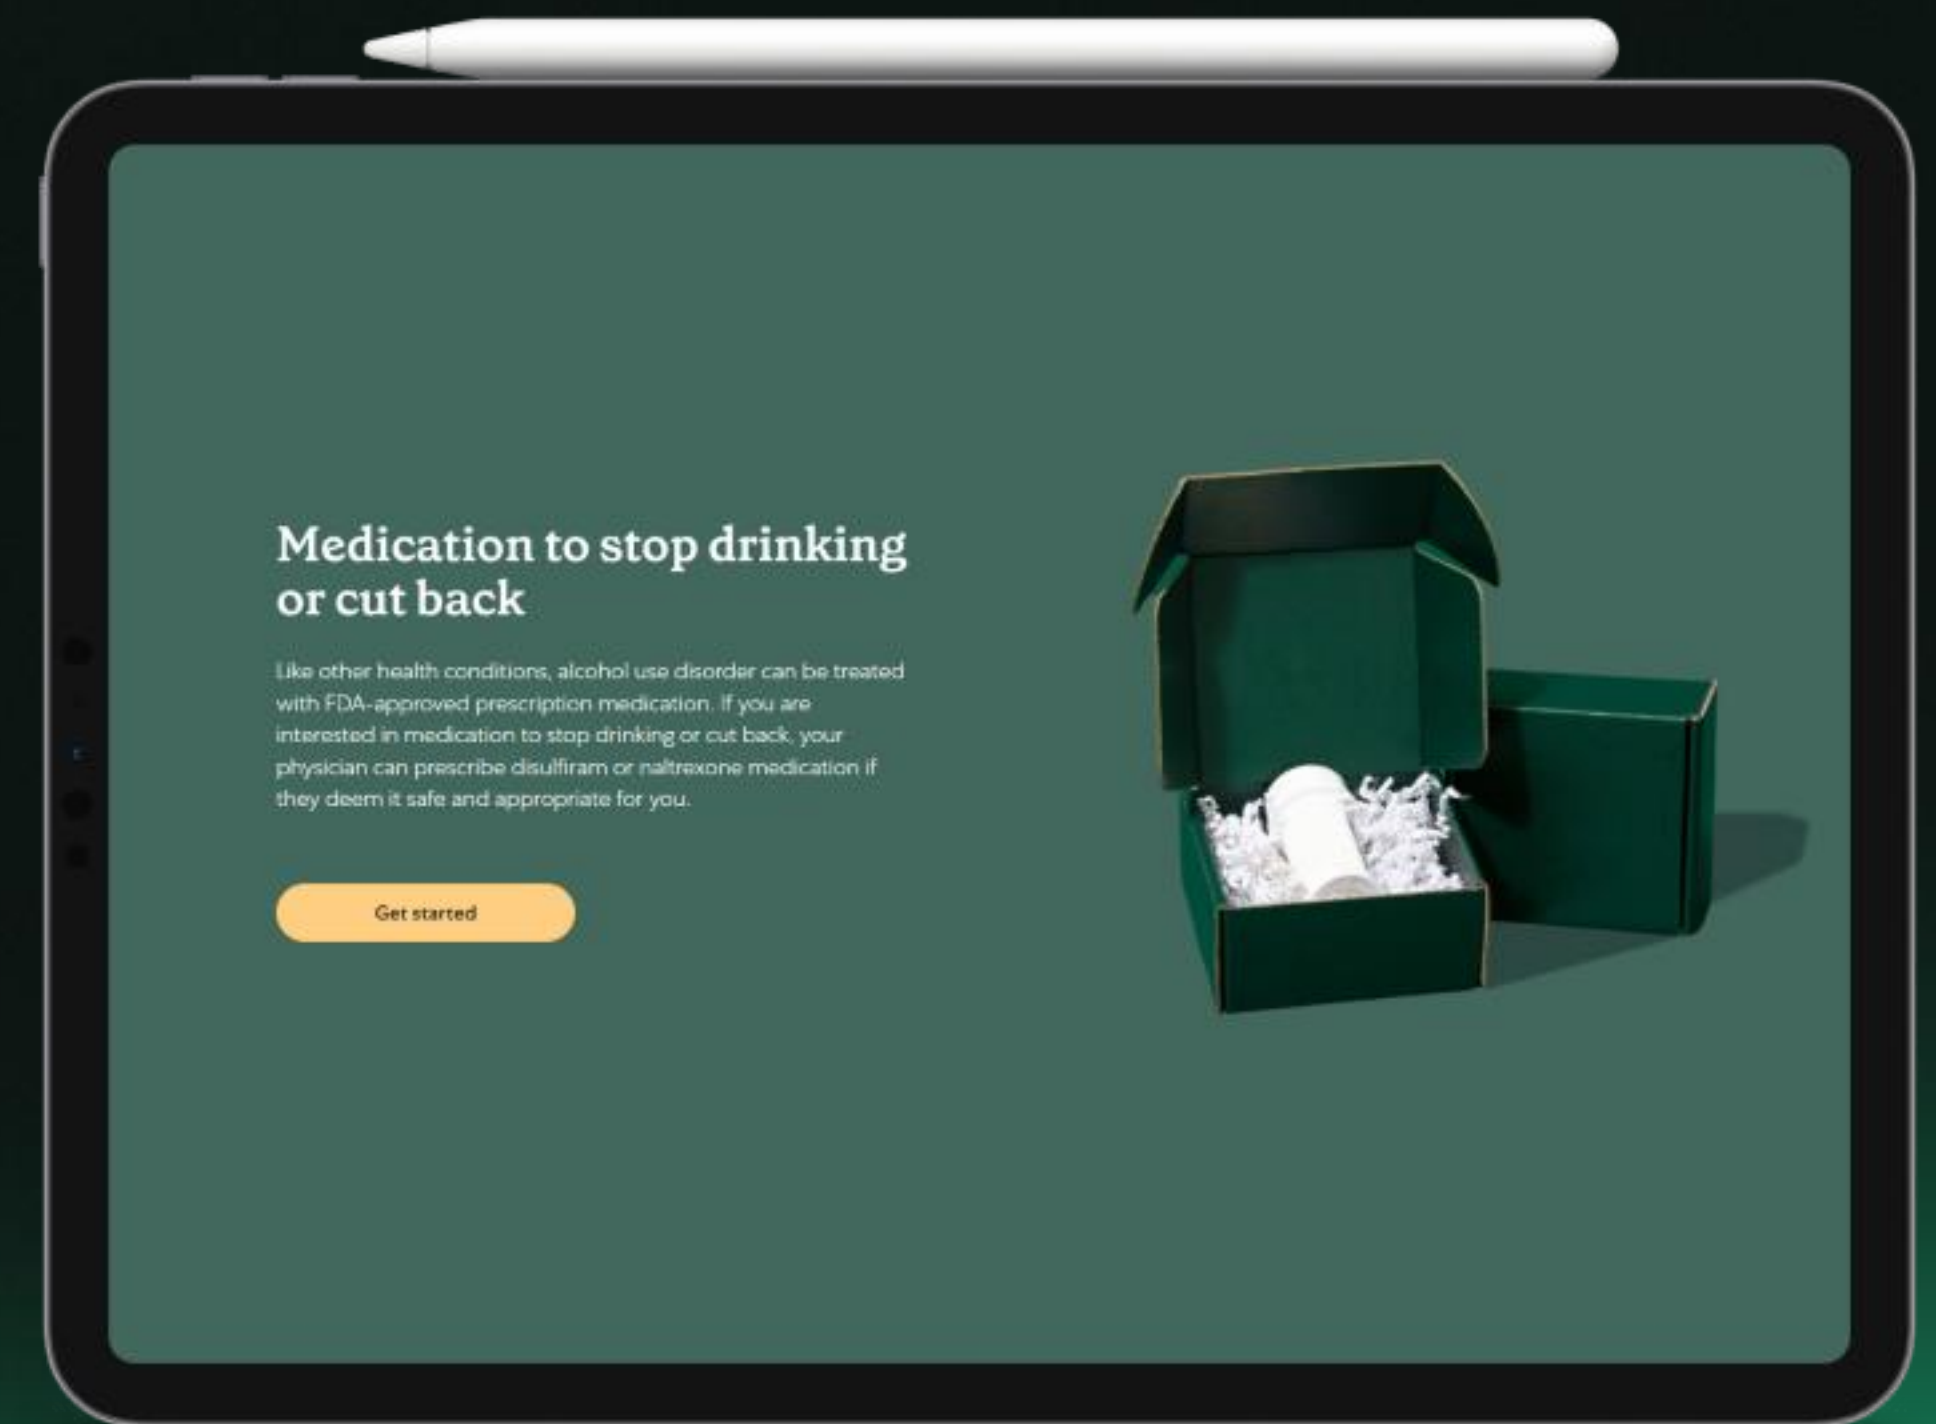 Medication to stop drinking
or cut back
Like other health conditions, alcohol use disorder can be treated
with FDA-approved prescription medication. If you are
interested in medication to stop drinking or cut back, your
physician can prescribe disulfiram or naltrexone medication if
they deem it safe and appropriate for you.
Get started